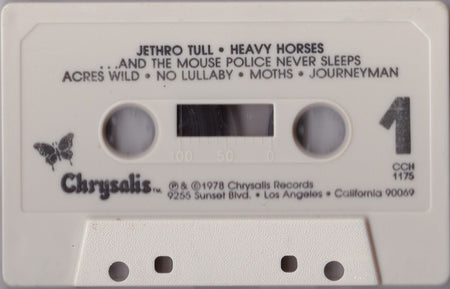 JETHRO TULL • HEAVY HORSES
...AND THE MOUSE POLICE NEVER SLEEPS
ACRES WILD • NO LULLABY • MOTHS • JOURNEYMAN
1
100 50 0
CCH
1175
Chrysalis TM
℗ & © 1978 Chrysalis Records
9255 Sunset Blvd. • Los Angeles • California 90069